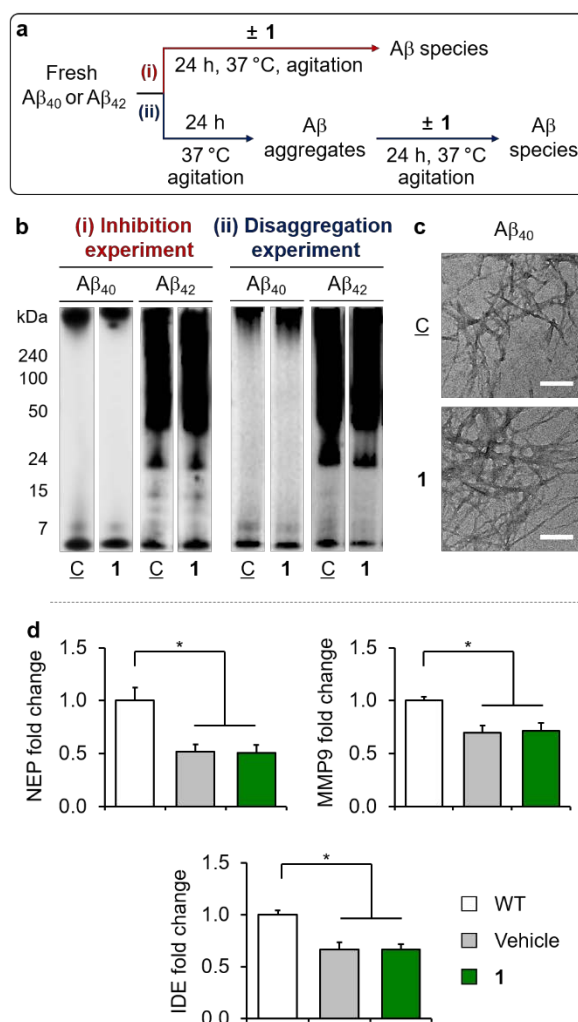 a
Fresh
Aβ40 or Aβ42
(i)
(ii)
± 1
24 h, 37 °C, agitation
Aβ species
24 h
37 °C
agitation
Aβ
aggregates
± 1
24 h, 37 °C
agitation
Aβ
species
b
(i) Inhibition
experiment
(ii) Disaggregation
experiment
Aβ40
Aβ42
Aβ40
Aβ42
kDa
240
100
50
24
15
7
C 1 C 1 C 1 C 1
c
Aβ40
C
1
d
NEP fold change
1.5
1.0
0.5
0.0
*
MMP9 fold change
1.5
1.0
0.5
0.0
*
IDE fold change
1.5
1.0
0.5
0.0
*
WT
Vehicle
1